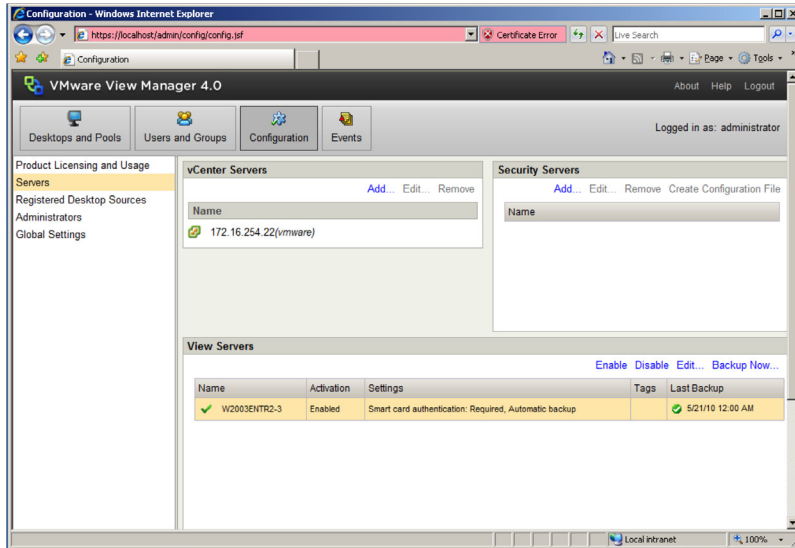 Configuration - Windows Internet Explorer
https://localhost/admin/config/config.jsf
Certificate Error
Live Search
Configuration
Page
Tools
VMware View Manager 4.0
About Help Logout
Desktops and Pools
Users and Groups
Configuration
Events
Logged in as: administrator
Product Licensing and Usage
Servers
Registered Desktop Sources
Administrators
Global Settings
vCenter Servers
Add... Edit... Remove
Name
172.16.254.22(vmware)
Security Servers
Add... Edit... Remove Create Configuration File
Name
View Servers
Enable Disable Edit... Backup Now...
Name Activation Settings Tags Last Backup
W2003ENTR2-3 Enabled Smart card authentication: Required, Automatic backup 5/21/10 12:00 AM
Local intranet
100%